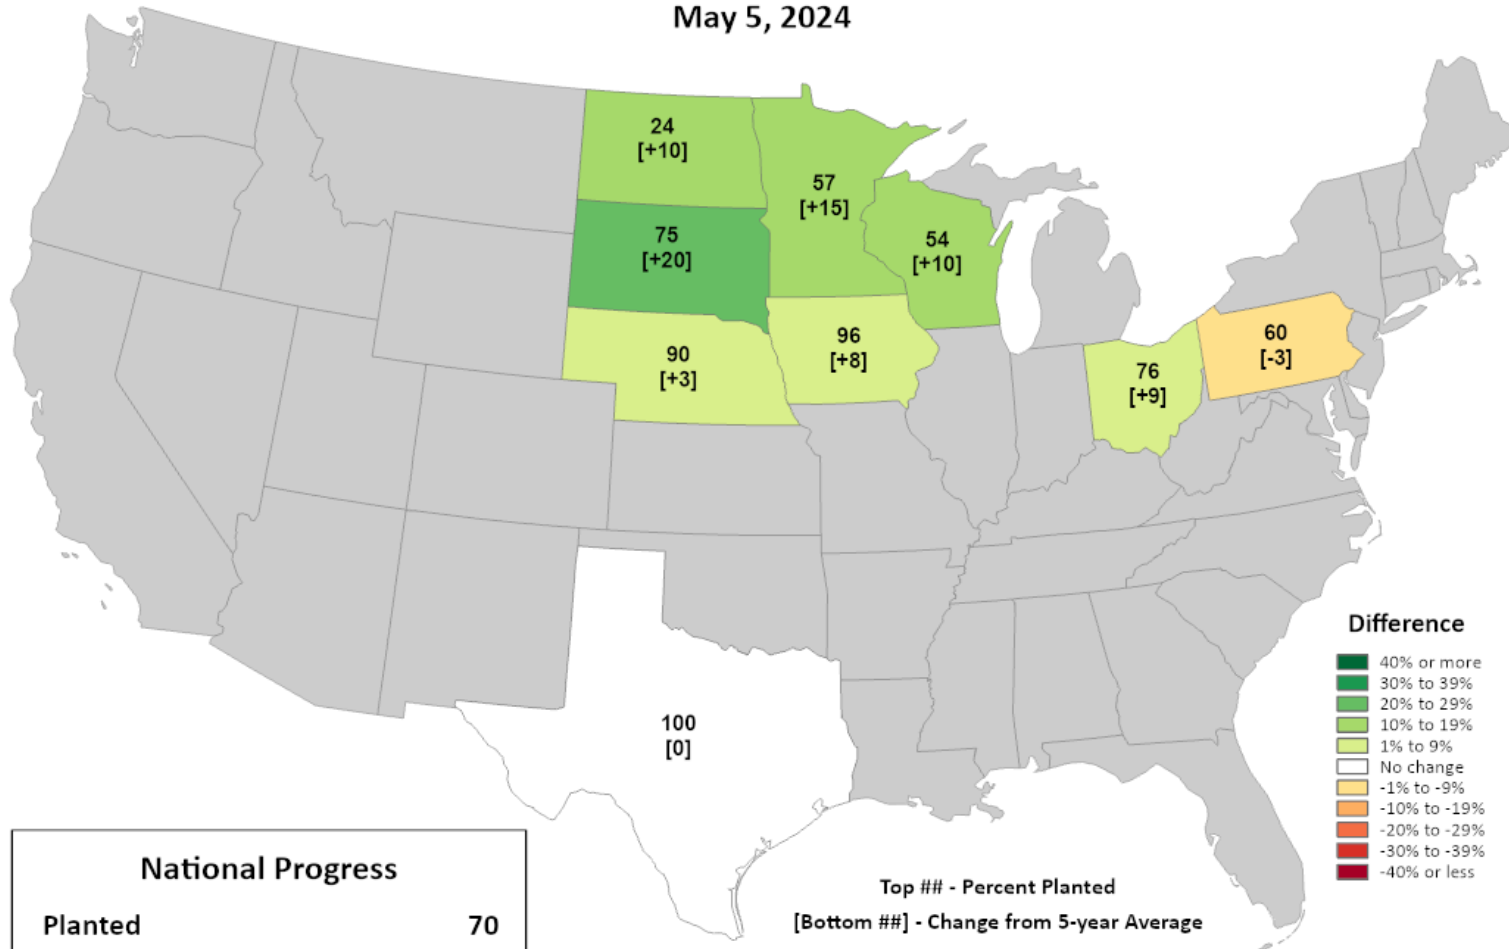 May 5, 2024
24
[+10]
57
[+15]
75
[+20]
54
[+10]
90
[+3]
96
[+8]
76
[+9]
60
[-3]
100
[0]
Difference
40% or more
30% to 39%
20% to 29%
10% to 19%
1% to 9%
No change
-1% to -9%
-10% to -19%
-20% to -29%
-30% to -39%
-40% or less
National Progress
Planted 70
Top ## - Percent Planted
[Bottom ##] - Change from 5-year Average